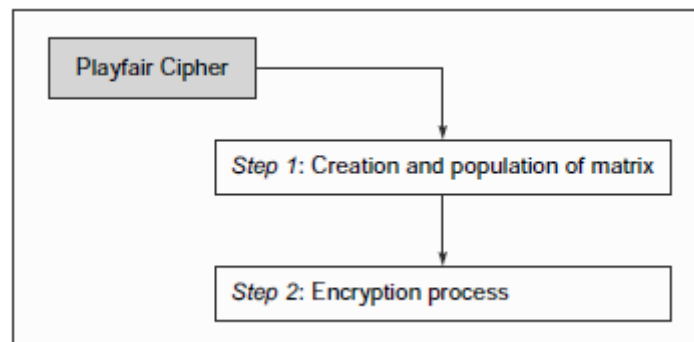 Playfair Cipher
Step 1: Creation and population of matrix
Step 2: Encryption process